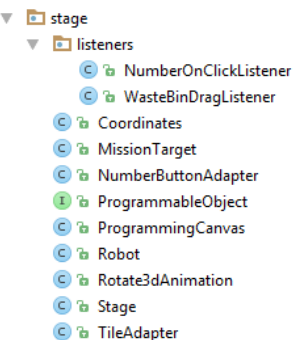 stage
listeners
C NumberOnClickListener
C WasteBinDragListener
C Coordinates
C MissionTarget
C NumberButtonAdapter
I ProgrammableObject
C ProgrammingCanvas
C Robot
C Rotate3dAnimation
C Stage
C TileAdapter